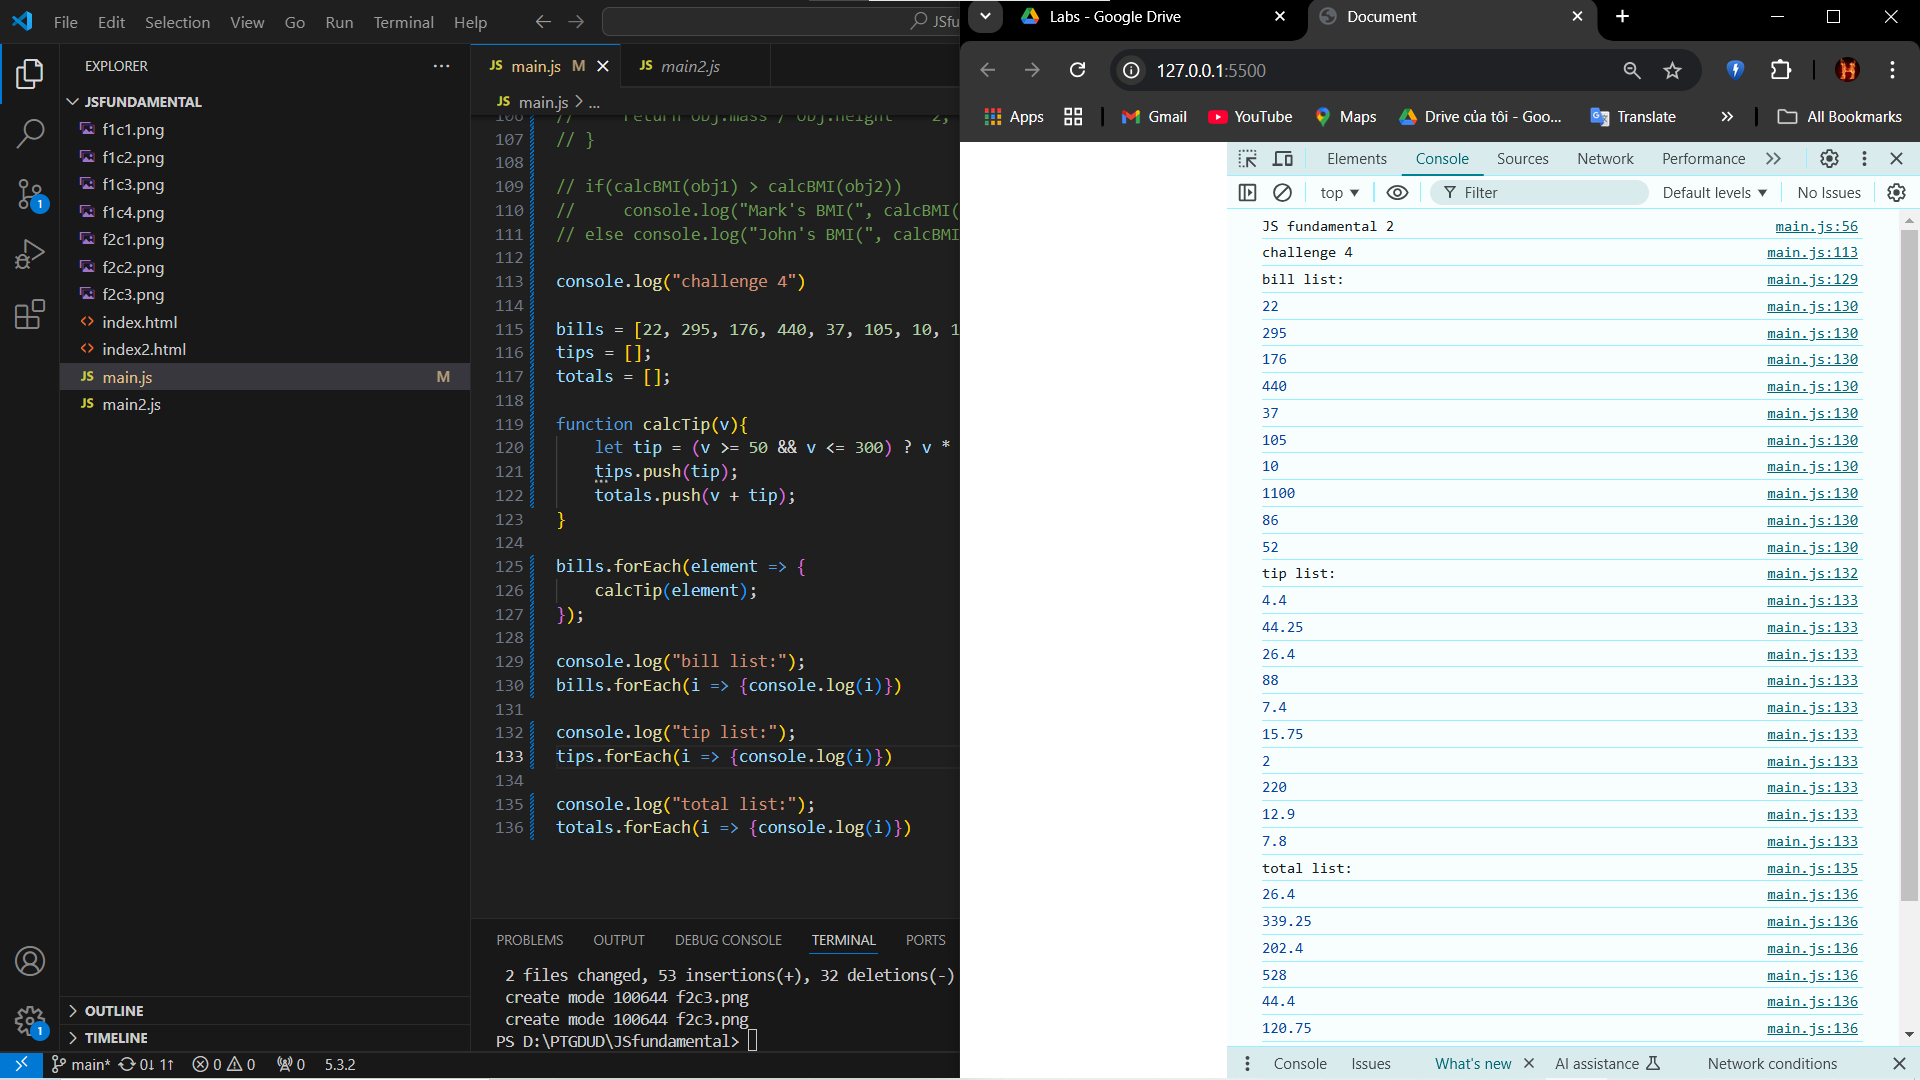 File Edit Selection View Go Run Terminal Help
JSfu
EXPLORER
JSFUNDAMENTAL
f1c1.png
f1c2.png
f1c3.png
f1c4.png
f2c1.png
f2c2.png
f2c3.png
<> index.html
<> index2.html
JS main.js M
JS main2.js
OUTLINE
TIMELINE
JS main.js M
JS main2.js
JS main.js > ...
106 // return obj.mass / obj.height 2,
107 // }
108
109 // if(calcBMI(obj1) > calcBMI(obj2))
110 // console.log("Mark's BMI(", calcBMI(
111 // else console.log("John's BMI(", calcBMI
112
113 console.log("challenge 4")
114
115 bills = [22, 295, 176, 440, 37, 105, 10, 1
116 tips = [];
117 totals = [];
118
119 function calcTip(v){
120 let tip = (v >= 50 && v <= 300) ? v *
121 tips.push(tip);
122 totals.push(v + tip);
123 }
124
125 bills.forEach(element => {
126 calcTip(element);
127 });
128
129 console.log("bill list:");
130 bills.forEach(i => {console.log(i)})
131
132 console.log("tip list:");
133 tips.forEach(i => {console.log(i)})
134
135 console.log("total list:");
136 totals.forEach(i => {console.log(i)})
PROBLEMS OUTPUT DEBUG CONSOLE TERMINAL PORTS
2 files changed, 53 insertions(+), 32 deletions(-)
create mode 100644 f2c3.png
create mode 100644 f2c3.png
PS D:\PTGDUD\JSfundamental>
main* 0↓ 1↑ 0 0 0 5.3.2
1
1
Labs - Google Drive
Document
127.0.0.1:5500
Apps Gmail YouTube Maps Drive của tôi - Goo... Translate » All Bookmarks
Elements Console Sources Network Performance
top Filter Default levels No Issues
JS fundamental 2 main.js:56
challenge 4 main.js:113
bill list: main.js:129
22 main.js:130
295 main.js:130
176 main.js:130
440 main.js:130
37 main.js:130
105 main.js:130
10 main.js:130
1100 main.js:130
86 main.js:130
52 main.js:130
tip list: main.js:132
4.4 main.js:133
44.25 main.js:133
26.4 main.js:133
88 main.js:133
7.4 main.js:133
15.75 main.js:133
2 main.js:133
220 main.js:133
12.9 main.js:133
7.8 main.js:133
total list: main.js:135
26.4 main.js:136
339.25 main.js:136
202.4 main.js:136
528 main.js:136
44.4 main.js:136
120.75 main.js:136
Console Issues What's new AI assistance Network conditions